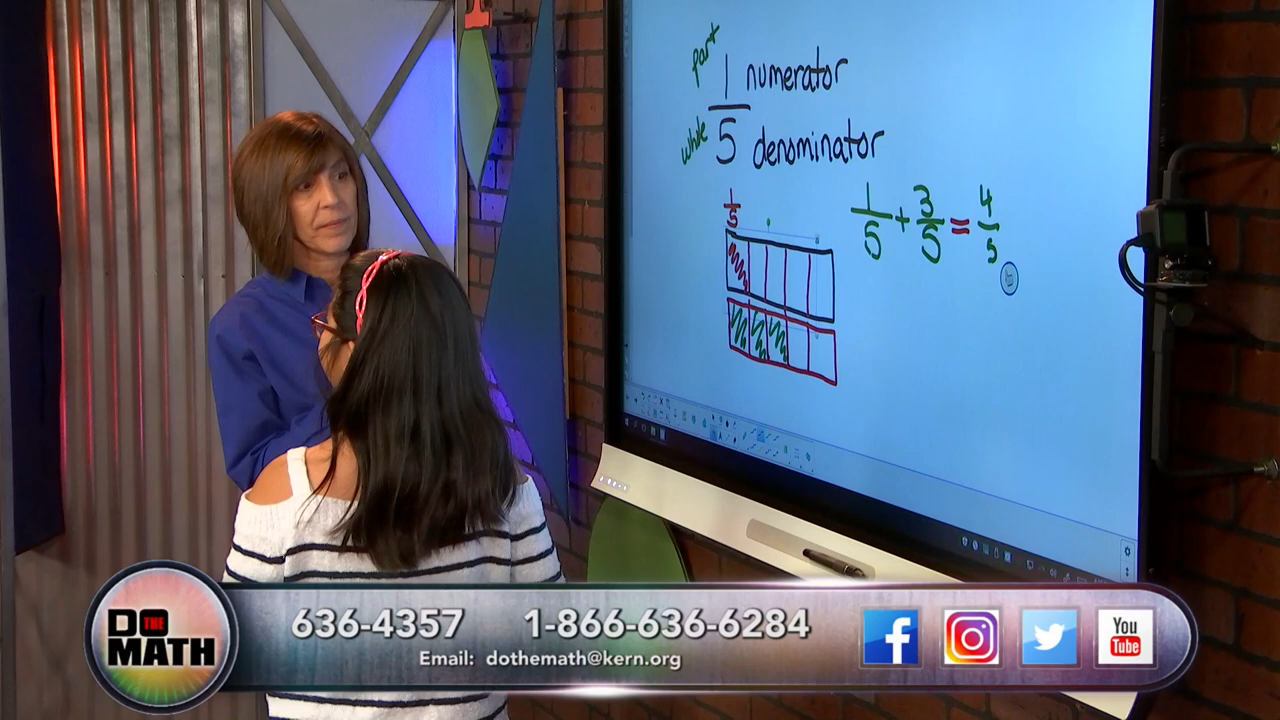 part
1 numerator
whole
5 denominator
1
5
1 + 3 = 4
5 5 5
DO THE MATH
636-4357 1-866-636-6284
Email: dothemath@kern.org
f
You
Tube